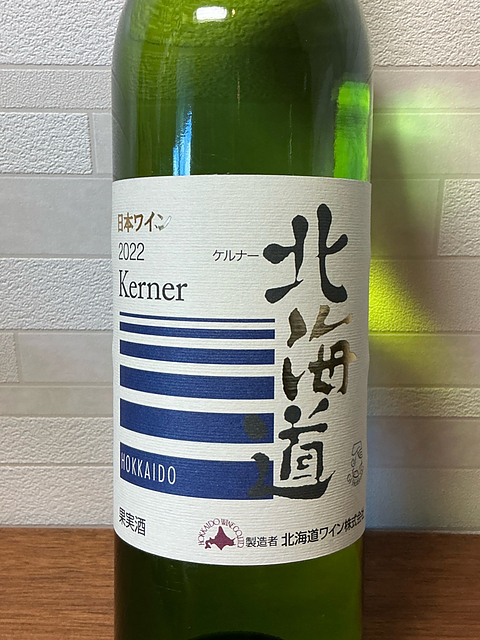 日本ワイン
2022
Kerner
ケルナー
北海道
HOKKAIDO
果実酒
HOKKAIDO WINE CO.,LTD
製造者 北海道ワイン株式会社